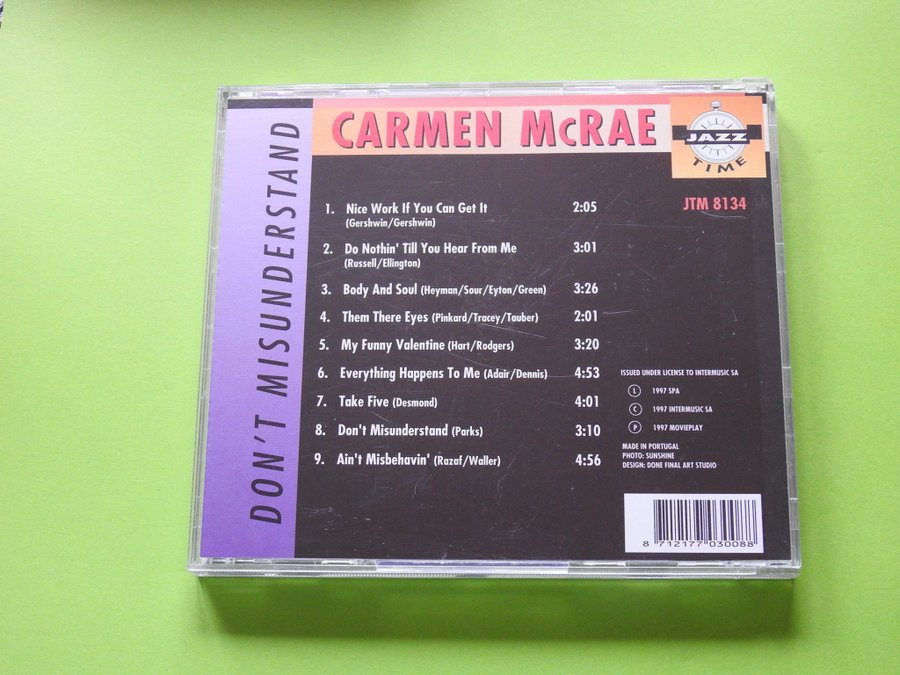 DON'T MISUNDERSTAND
CARMEN McRAE
JAZZ
TIME
JTM 8134
1. Nice Work If You Can Get It 2:05
(Gershwin/Gershwin)
2. Do Nothin' Till You Hear From Me 3:01
(Russell/Ellington)
3. Body And Soul (Heyman/Sour/Eyton/Green) 3:26
4. Them There Eyes (Pinkard/Tracey/Tauber) 2:01
5. My Funny Valentine (Hart/Rodgers) 3:20
6. Everything Happens To Me (Adair/Dennis) 4:53
7. Take Five (Desmond) 4:01
8. Don't Misunderstand (Parks) 3:10
9. Ain't Misbehavin' (Razaf/Waller) 4:56
ISSUED UNDER LICENSE TO INTERMUSIC SA
Ⓛ 1997 SPA
Ⓒ 1997 INTERMUSIC SA
Ⓟ 1997 MOVIEPLAY
MADE IN PORTUGAL
PHOTO: SUNSHINE
DESIGN: DONE FINAL ART STUDIO
8 712177 030088